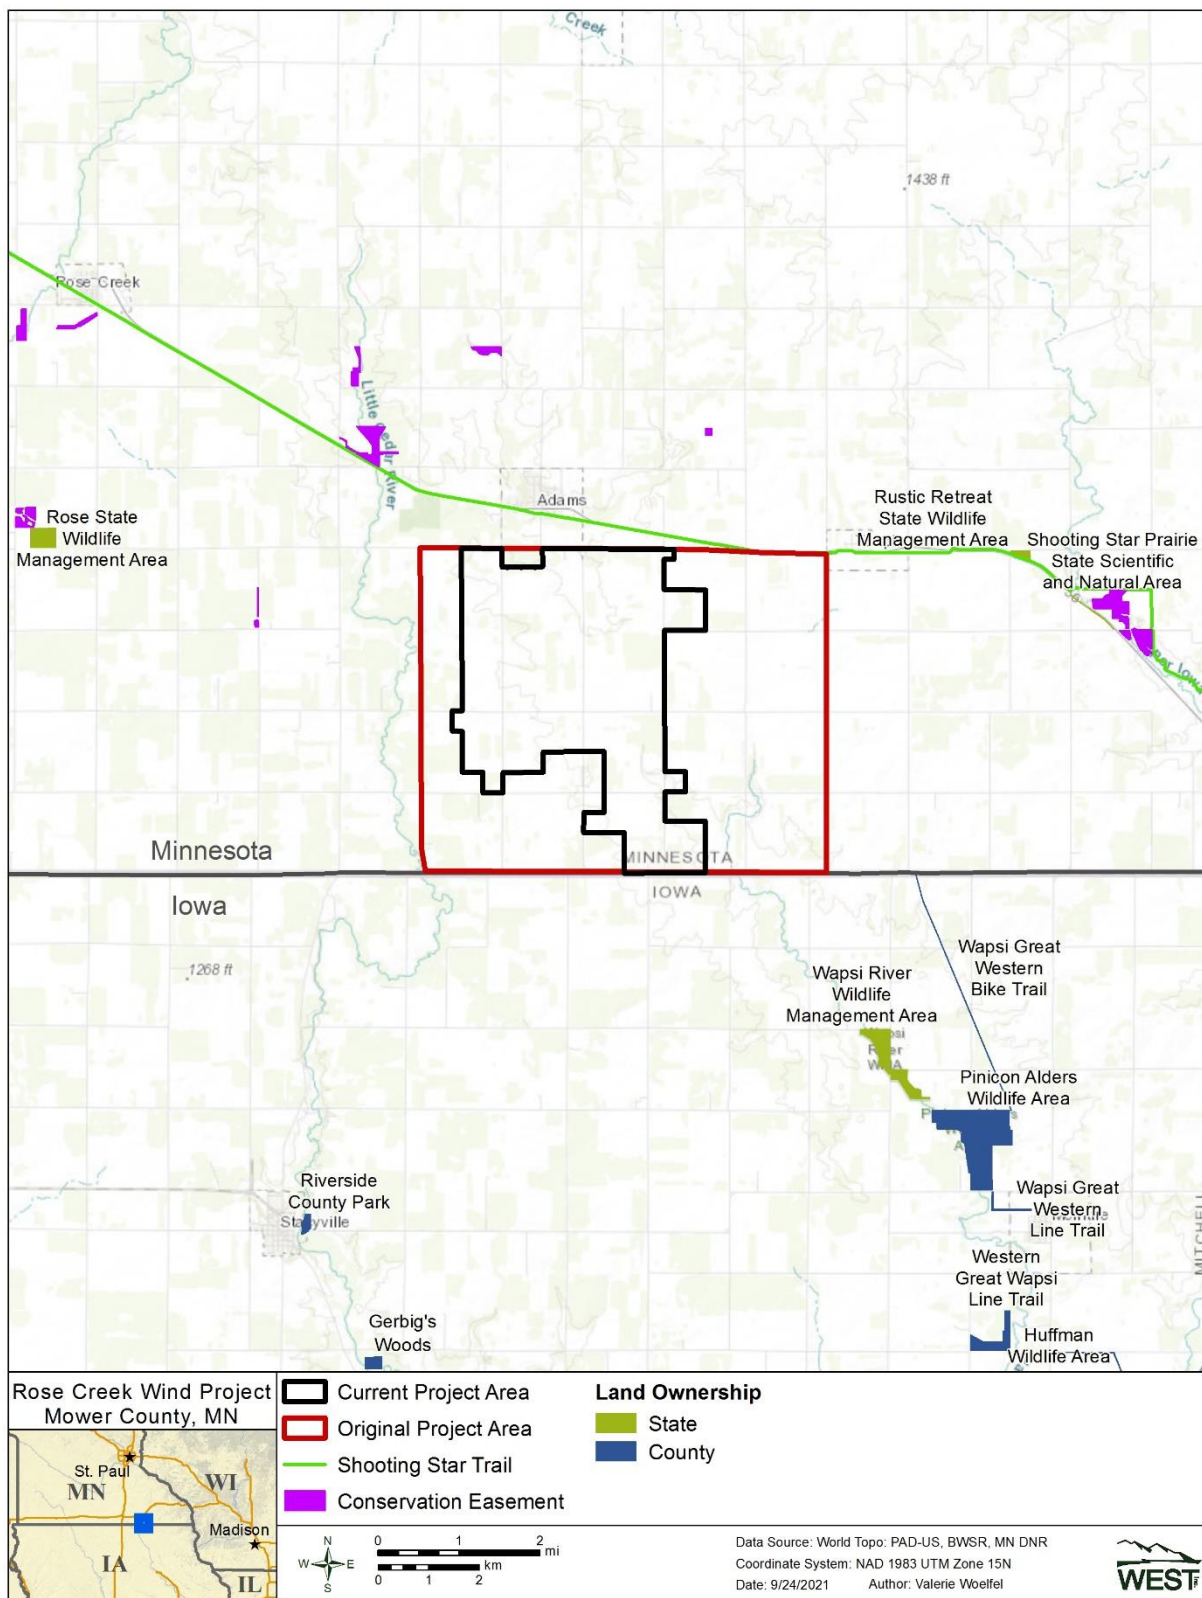 Creek
1438 ft
Rose Creek
Little Cedar River
Adams
Rose State
Wildlife
Management Area
Rustic Retreat
State Wildlife
Management Area
Shooting Star Prairie
State Scientific
and Natural Area
Minnesota
MINNESOTA
IOWA
Iowa
1268 ft
Wapsi Great
Western
Bike Trail
Wapsi River
Wildlife
Management Area
Pinicon Alders
Wildlife Area
Riverside
County Park
Wapsi Great
Western
Line Trail
MITCHELL
Western
Great Wapsi
Line Trail
Gerbig's
Woods
Huffman
Wildlife Area
Rose Creek Wind Project
Mower County, MN
St. Paul
MN
WI
Madison
IA
IL
Current Project Area
Original Project Area
Shooting Star Trail
Conservation Easement
Land Ownership
State
County
N
W E
S
0 1 2
mi
km
0 1 2
Data Source: World Topo: PAD-US, BWSR, MN DNR
Coordinate System: NAD 1983 UTM Zone 15N
Date: 9/24/2021 Author: Valerie Woelfel
WEST